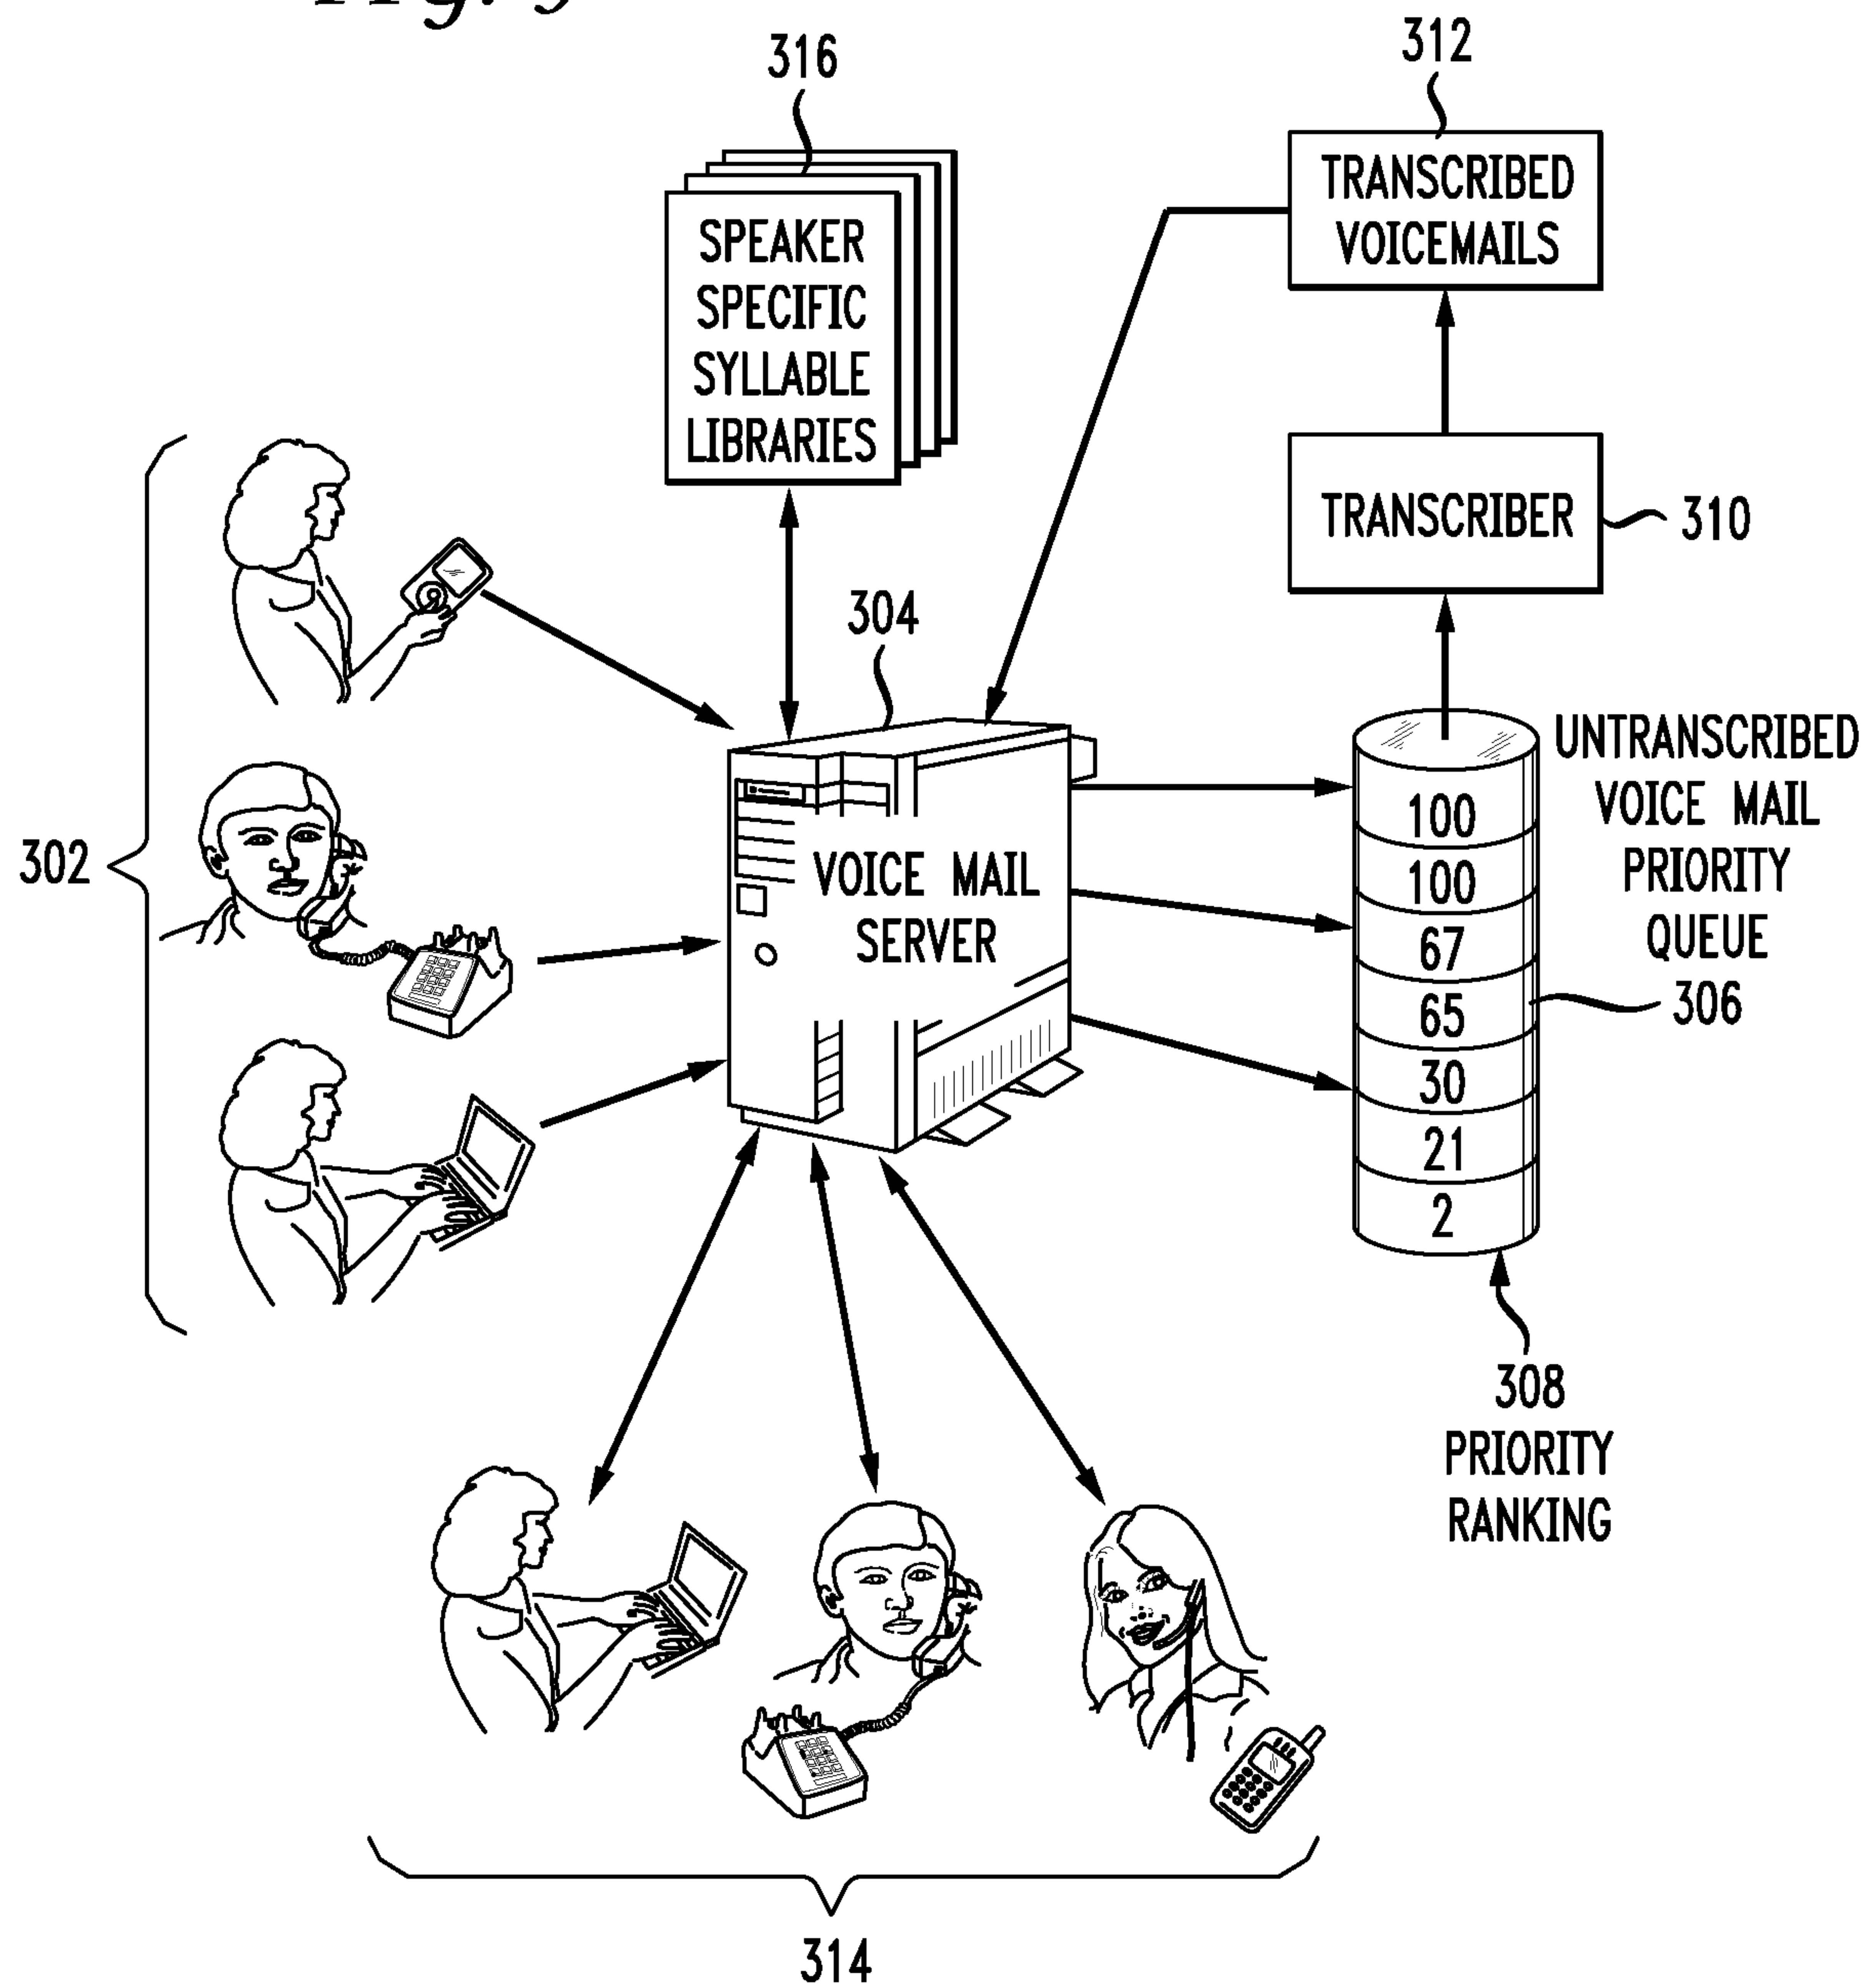 316
312
SPEAKER
SPECIFIC
SYLLABLE
LIBRARIES
TRANSCRIBED
VOICEMAILS
TRANSCRIBER
310
304
302
VOICE MAIL
SERVER
UNTRANSCRIBED
VOICE MAIL
PRIORITY
QUEUE
306
100
100
67
65
30
21
2
308
PRIORITY
RANKING
314